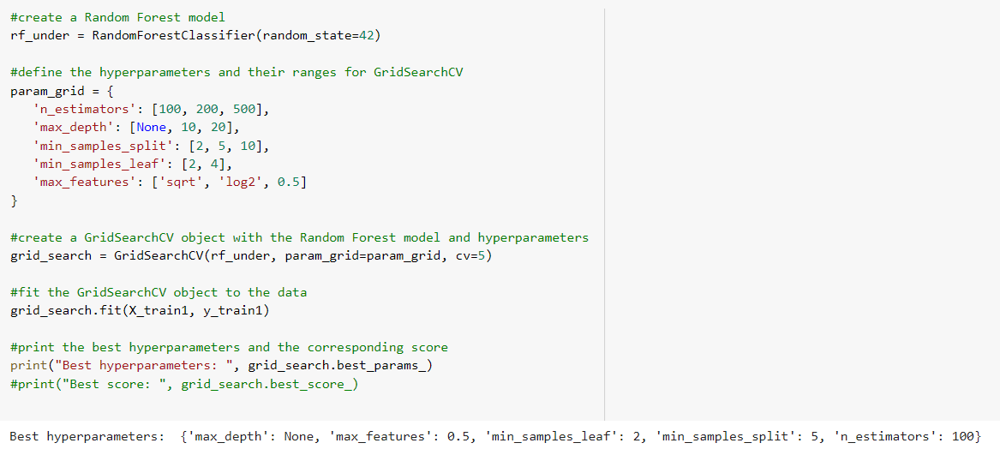 #create a Random Forest model
rf_under = RandomForestClassifier(random_state=42)
#define the hyperparameters and their ranges for GridSearchCV
param_grid = {
'n_estimators': [100, 200, 500],
'max_depth': [None, 10, 20],
'min_samples_split': [2, 5, 10],
'min_samples_leaf': [2, 4],
'max_features': ['sqrt', 'log2', 0.5]
}
#create a GridSearchCV object with the Random Forest model and hyperparameters
grid_search = GridSearchCV(rf_under, param_grid=param_grid, cv=5)
#fit the GridSearchCV object to the data
grid_search.fit(X_train1, y_train1)
#print the best hyperparameters and the corresponding score
print("Best hyperparameters: ", grid_search.best_params_)
#print("Best score: ", grid_search.best_score_)
Best hyperparameters:  {'max_depth': None, 'max_features': 0.5, 'min_samples_leaf': 2, 'min_samples_split': 5, 'n_estimators': 100}